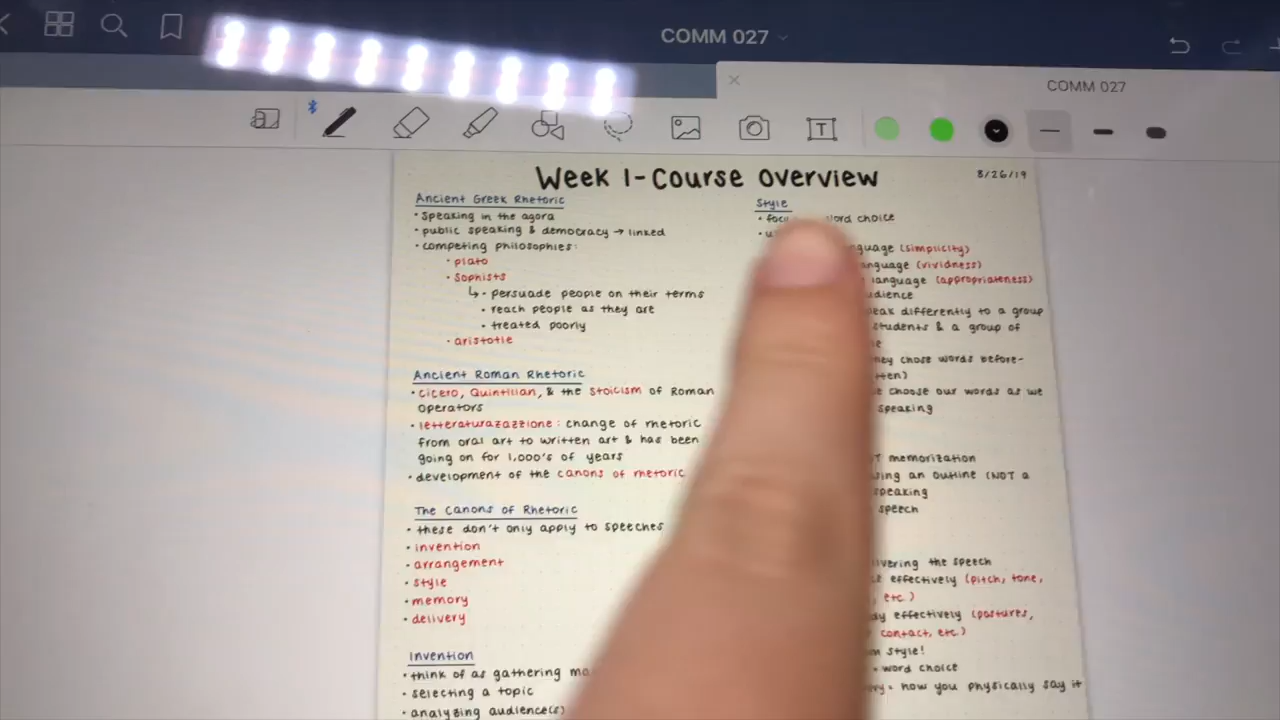 COMM 027
COMM 027
Week 1 - Course Overview
8/26/19
Ancient Greek Rhetoric
• speaking in the agora
• public speaking & democracy → linked
• competing philosophies:
• plato
• Sophists
↳ • persuade people on their terms
• reach people as they are
• treated poorly
• aristotle
Ancient Roman Rhetoric
• Cicero, Quintilian, & the Stoicism of Roman
operators
• letteraturazazzione: change of rhetoric
from oral art to written art & has been
going on for 1,000's of years
• development of the canons of rhetoric
The Canons of Rhetoric
• these don't only apply to speeches
• invention
• arrangement
• style
• memory
• delivery
Invention
• think of as gathering
• selecting a topic
• analyzing audience(s)
Style
• word choice
language (simplicity)
language (vividness)
language (appropriateness)
audience
speak differently to a group
students & a group of
they chose words before-
choose our words as we
speaking
memorization
using an outline (NOT a
speaking
speech
delivering the speech
effectively (pitch, tone,
etc.)
effectively (postures,
contact, etc.)
style!
• word choice
• how you physically say it